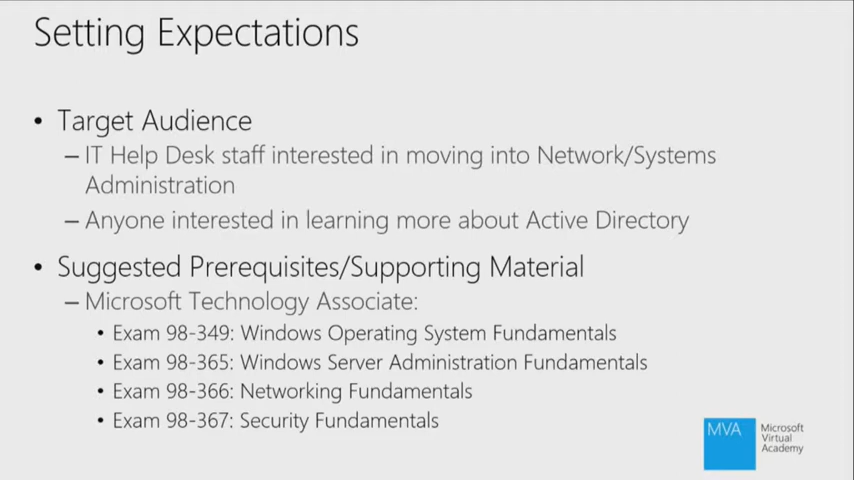 Setting Expectations
• Target Audience
– IT Help Desk staff interested in moving into Network/Systems
Administration
– Anyone interested in learning more about Active Directory
• Suggested Prerequisites/Supporting Material
– Microsoft Technology Associate:
• Exam 98-349: Windows Operating System Fundamentals
• Exam 98-365: Windows Server Administration Fundamentals
• Exam 98-366: Networking Fundamentals
• Exam 98-367: Security Fundamentals
MVA
Microsoft
Virtual
Academy